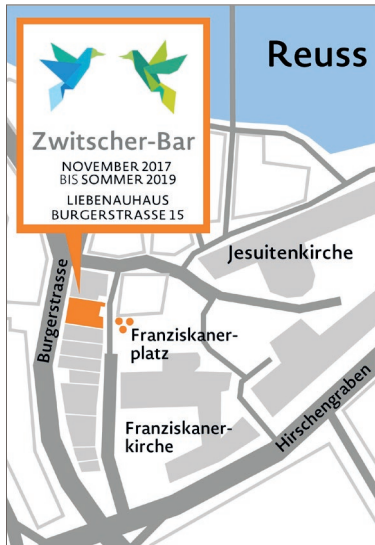 Reuss
Zwitscher-Bar
NOVEMBER 2017
BIS SOMMER 2019
LIEBENAUHAUS
BURGERSTRASSE 15
Jesuitenkirche
Burgerstrasse
Franziskaner-
platz
Franziskaner-
kirche
Hirschengraben